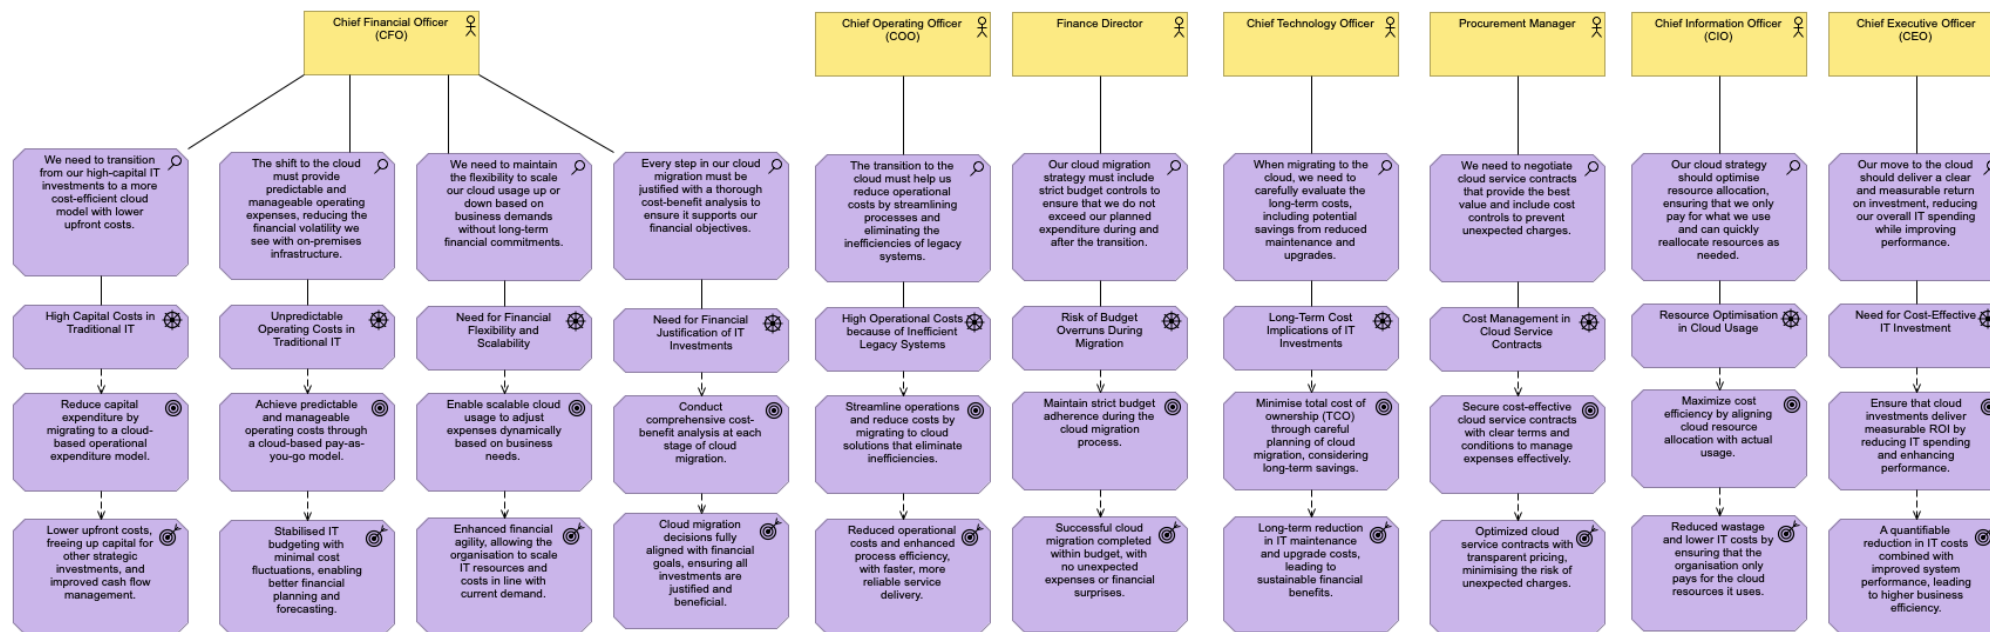 Chief Financial Officer
(CFO)
Chief Operating Officer
(COO)
Finance Director
Chief Technology Officer
Procurement Manager
Chief Information Officer
(CIO)
Chief Executive Officer
(CEO)
We need to transition
from our high-capital IT
investments to a more
cost-efficient cloud
model with lower
upfront costs.
The shift to the cloud
must provide
predictable and
manageable operating
expenses, reducing the
financial volatility we
see with on-premises
infrastructure.
We need to maintain
the flexibility to scale
our cloud usage up or
down based on
business demands
without long-term
financial commitments.
Every step in our cloud
migration must be
justified with a thorough
cost-benefit analysis to
ensure it supports our
financial objectives.
The transition to the
cloud must help us
reduce operational
costs by streamlining
processes and
eliminating the
inefficiencies of legacy
systems.
Our cloud migration
strategy must include
strict budget controls to
ensure that we do not
exceed our planned
expenditure during and
after the transition.
When migrating to the
cloud, we need to
carefully evaluate the
long-term costs,
including potential
savings from reduced
maintenance and
upgrades.
We need to negotiate
cloud service contracts
that provide the best
value and include cost
controls to prevent
unexpected charges.
Our cloud strategy
should optimise
resource allocation,
ensuring that we only
pay for what we use
and can quickly
reallocate resources as
needed.
Our move to the cloud
should deliver a clear
and measurable return
on investment, reducing
our overall IT spending
while improving
performance.
High Capital Costs in
Traditional IT
Unpredictable
Operating Costs in
Traditional IT
Need for Financial
Flexibility and
Scalability
Need for Financial
Justification of IT
Investments
High Operational Costs
because of Inefficient
Legacy Systems
Risk of Budget
Overruns During
Migration
Long-Term Cost
Implications of IT
Investments
Cost Management in
Cloud Service
Contracts
Resource Optimisation
in Cloud Usage
Need for Cost-Effective
IT Investment
Reduce capital
expenditure by
migrating to a cloud-
based operational
expenditure model.
Achieve predictable
and manageable
operating costs through
a cloud-based pay-as-
you-go model.
Enable scalable cloud
usage to adjust
expenses dynamically
based on business
needs.
Conduct
comprehensive cost-
benefit analysis at each
stage of cloud
migration.
Streamline operations
and reduce costs by
migrating to cloud
solutions that eliminate
inefficiencies.
Maintain strict budget
adherence during the
cloud migration
process.
Minimise total cost of
ownership (TCO)
through careful
planning of cloud
migration, considering
long-term savings.
Secure cost-effective
cloud service contracts
with clear terms and
conditions to manage
expenses effectively.
Maximize cost
efficiency by aligning
cloud resource
allocation with actual
usage.
Ensure that cloud
investments deliver
measurable ROI by
reducing IT spending
and enhancing
performance.
Lower upfront costs,
freeing up capital for
other strategic
investments, and
improved cash flow
management.
Stabilised IT
budgeting with
minimal cost
fluctuations, enabling
better financial
planning and
forecasting.
Enhanced financial
agility, allowing the
organisation to scale
IT resources and
costs in line with
current demand.
Cloud migration
decisions fully
aligned with financial
goals, ensuring all
investments are
justified and
beneficial.
Reduced operational
costs and enhanced
process efficiency,
with faster, more
reliable service
delivery.
Successful cloud
migration completed
within budget, with
no unexpected
expenses or financial
surprises.
Long-term reduction
in IT maintenance
and upgrade costs,
leading to
sustainable financial
benefits.
Optimized cloud
service contracts with
transparent pricing,
minimising the risk of
unexpected charges.
Reduced wastage
and lower IT costs by
ensuring that the
organisation only
pays for the cloud
resources it uses.
A quantifiable
reduction in IT costs
combined with
improved system
performance, leading
to higher business
efficiency.